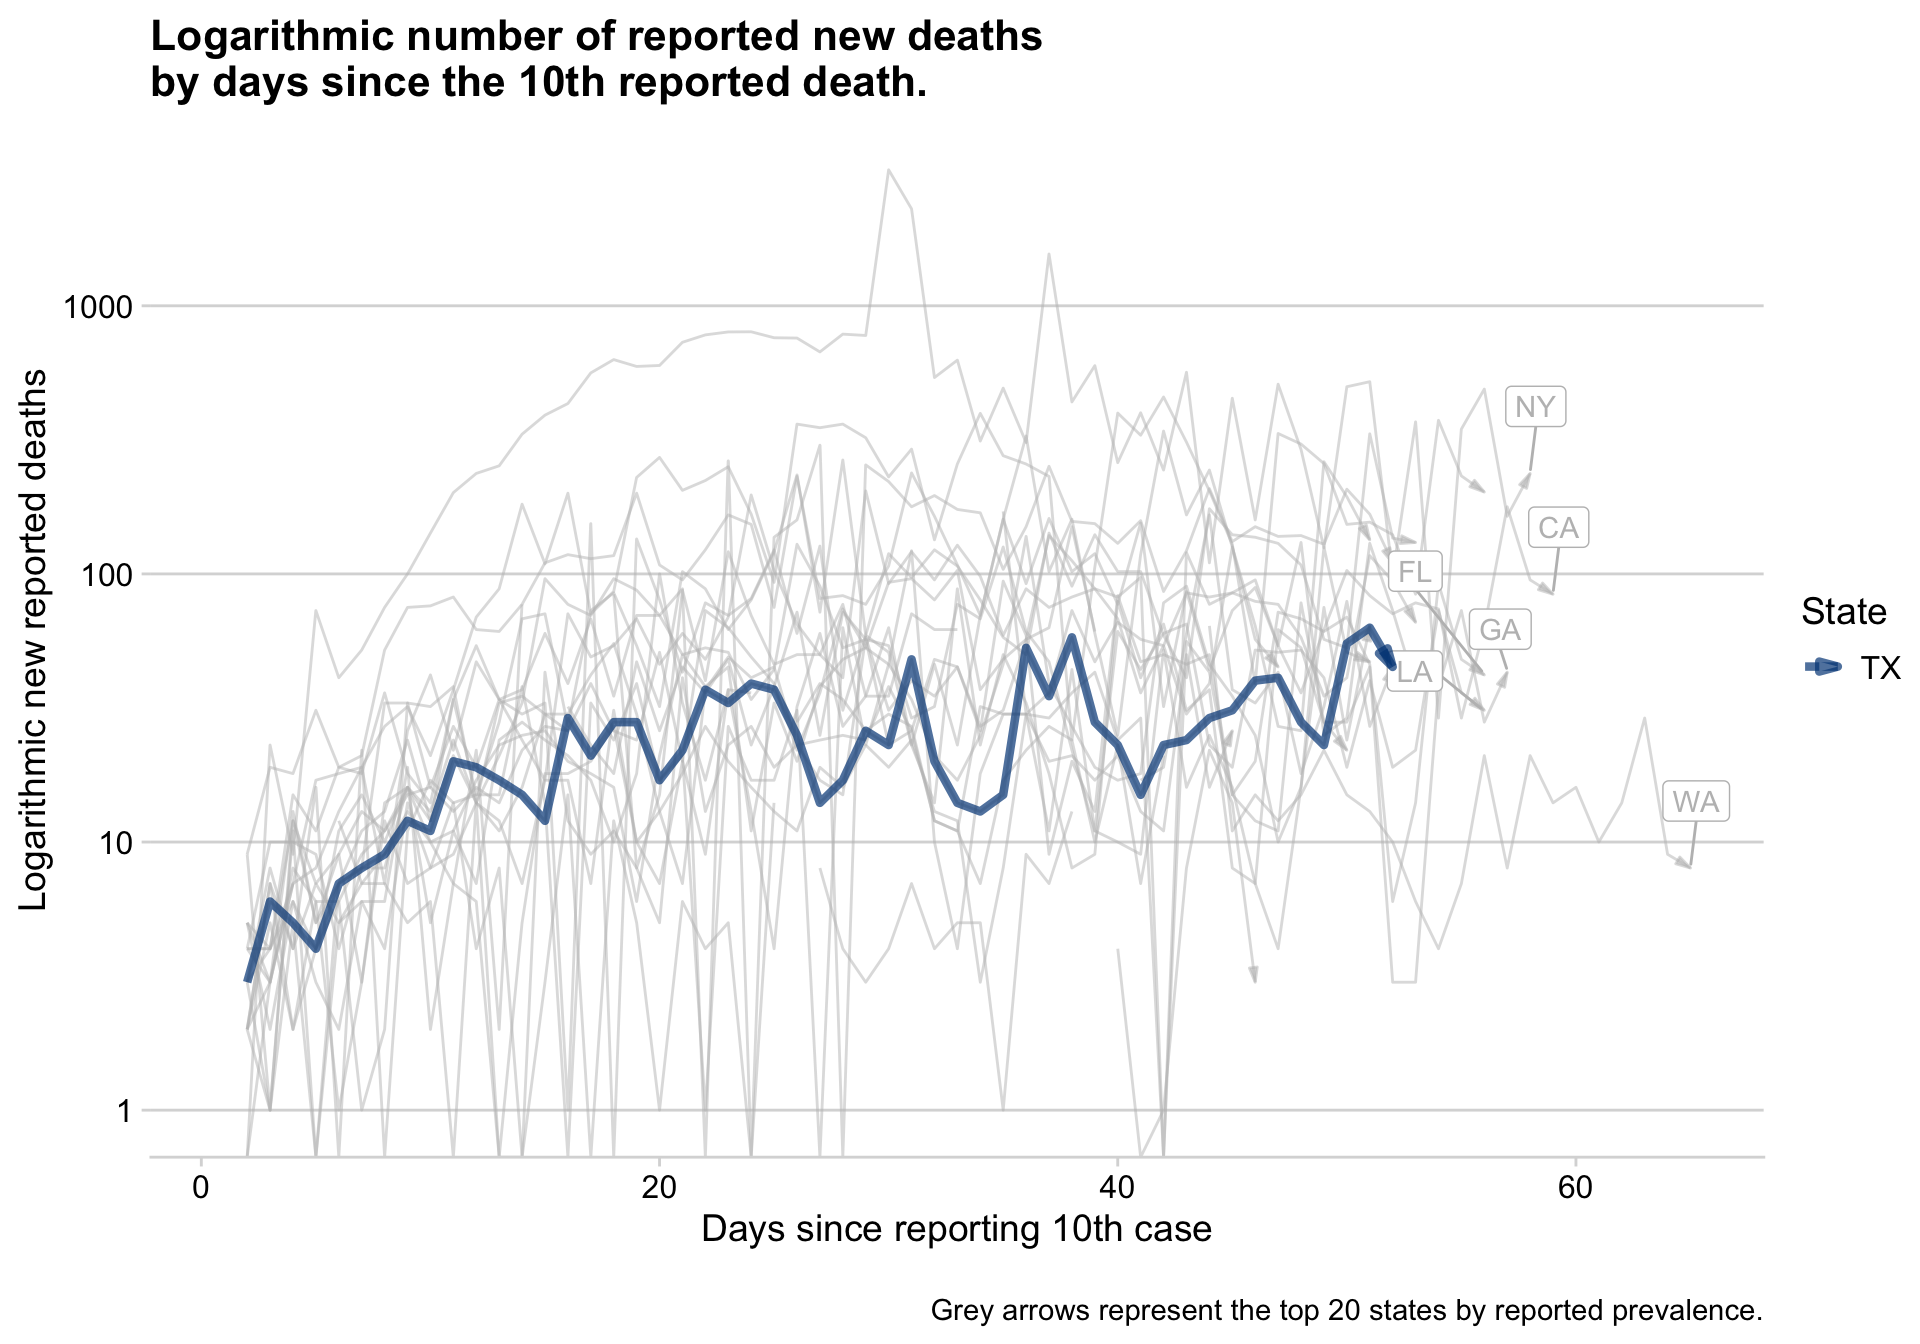 Logarithmic number of reported new deaths
by days since the 10th reported death.
Logarithmic new reported deaths
1000
100
10
1
NY
CA
FL
GA
LA
WA
State
TX
0
20
40
60
Days since reporting 10th case
Grey arrows represent the top 20 states by reported prevalence.